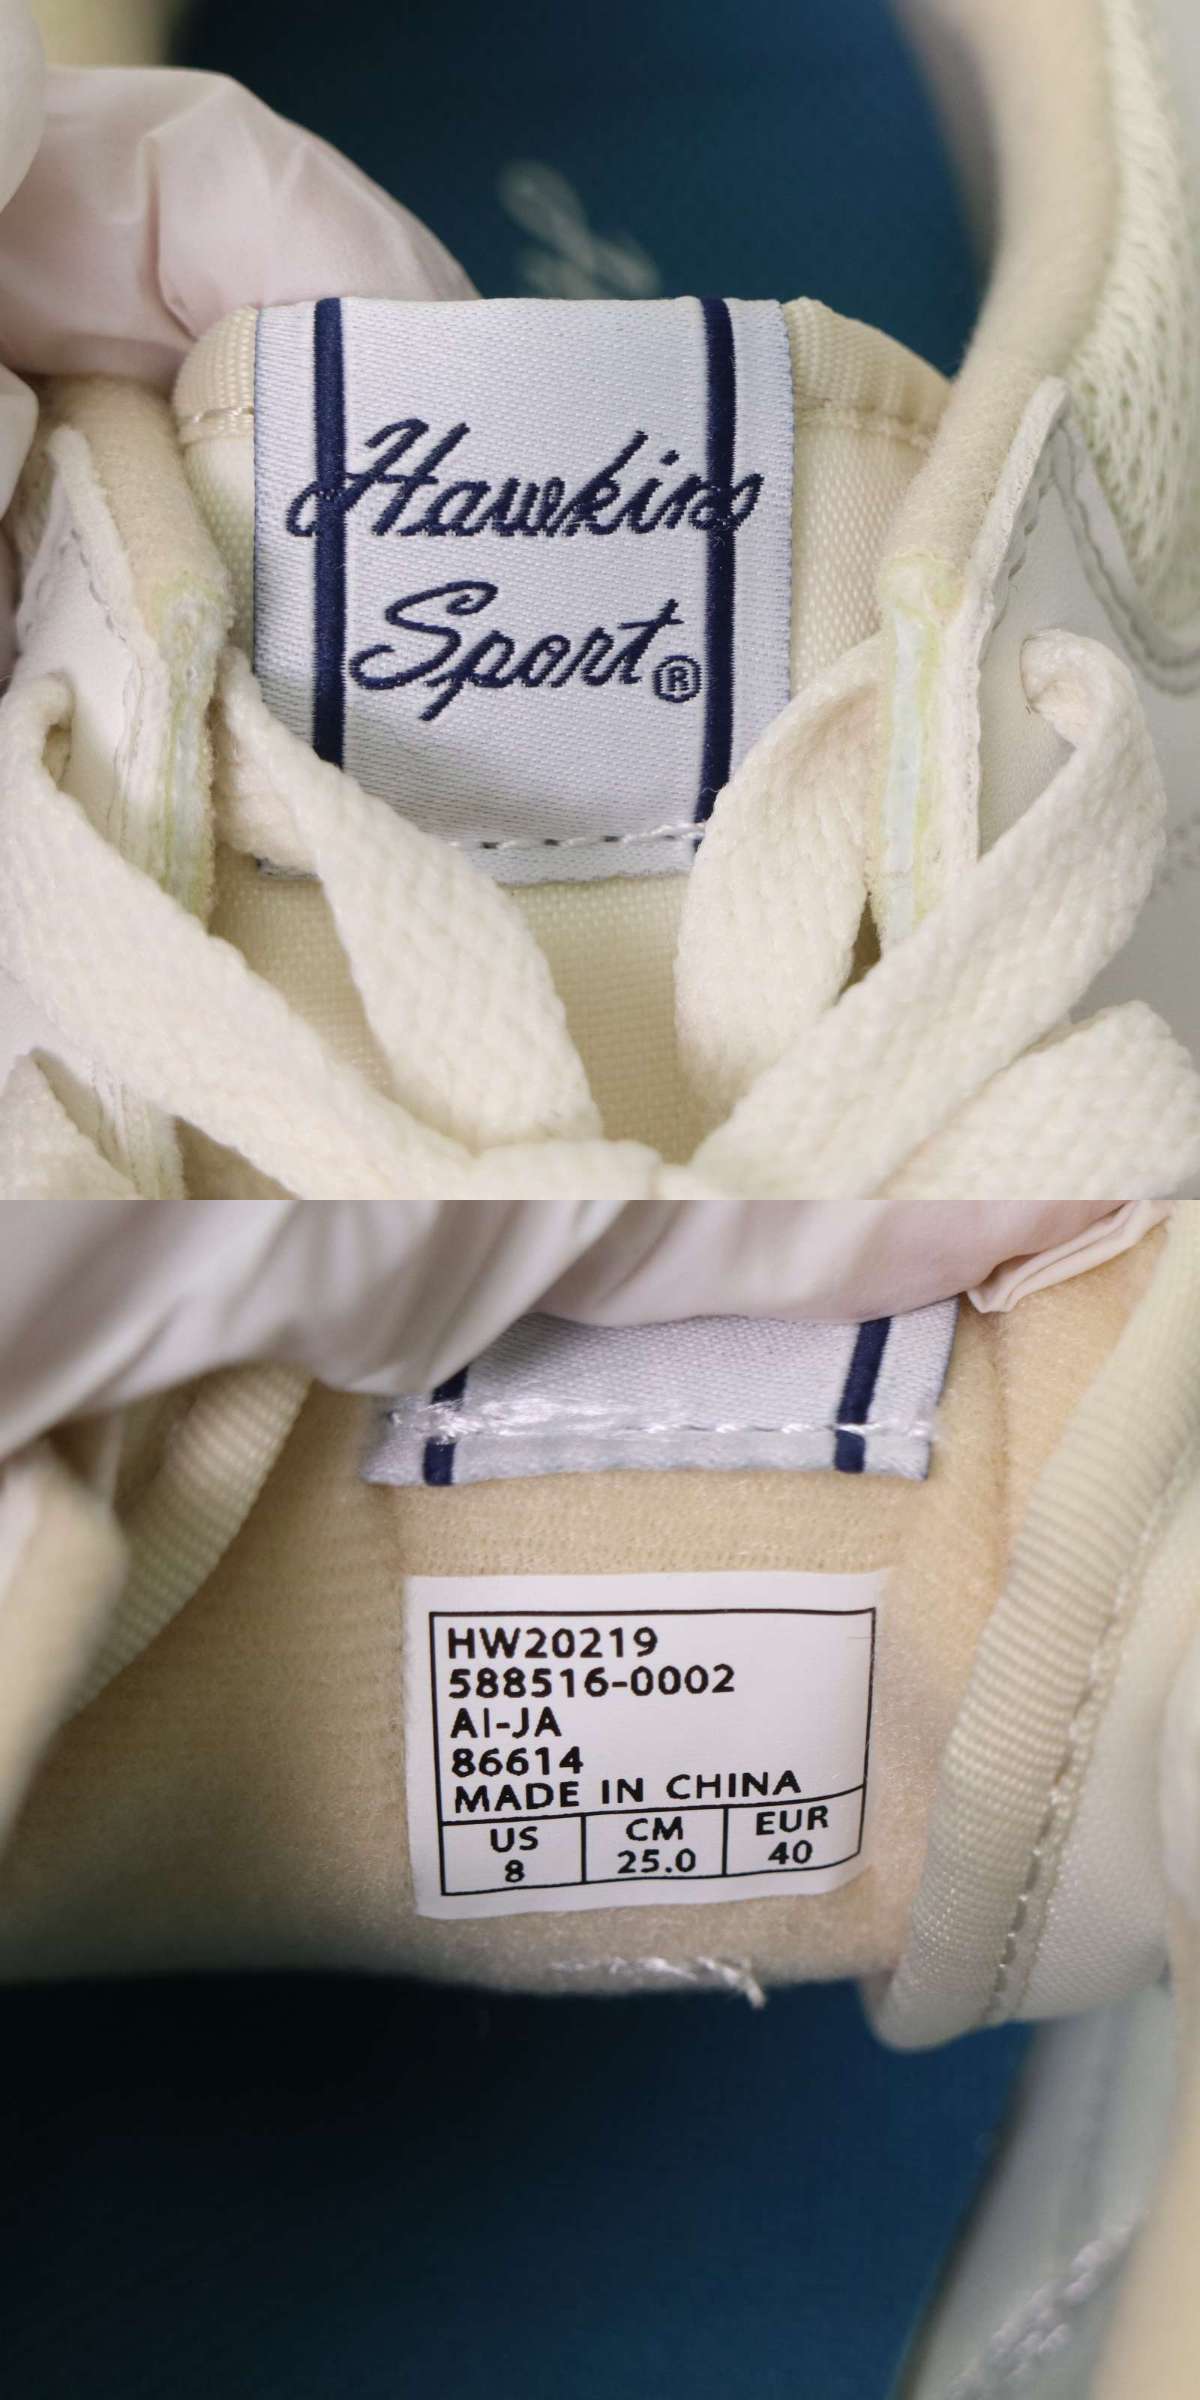 Hawkins
Sport®
HW20219
588516-0002
AI-JA
86614
MADE IN CHINA
US CM EUR
8 25.0 40